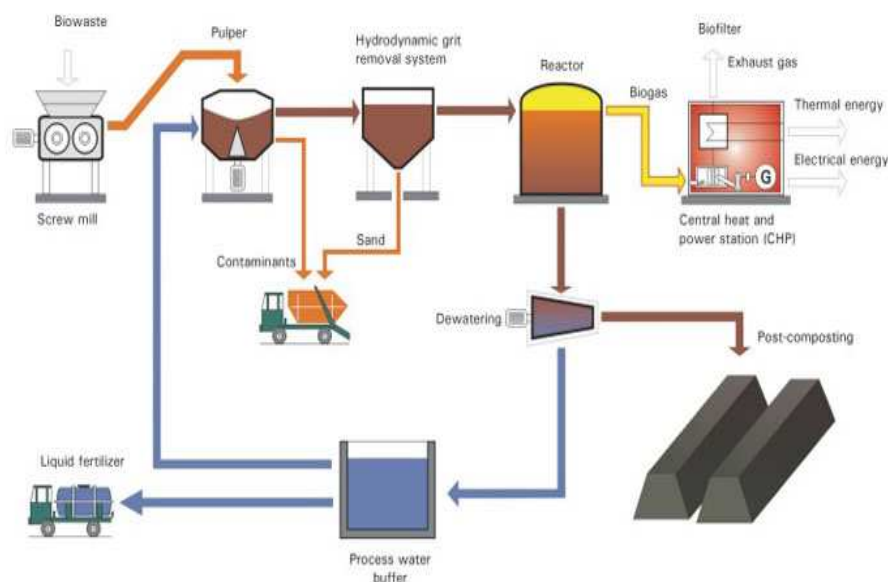 Biowaste
Pulper
Hydrodynamic grit
removal system
Reactor
Biogas
Biofilter
Exhaust gas
Thermal energy
Electrical energy
G
Screw mill
Central heat and
power station (CHP)
Sand
Contaminants
Dewatering
Post-composting
Liquid fertilizer
Process water
buffer